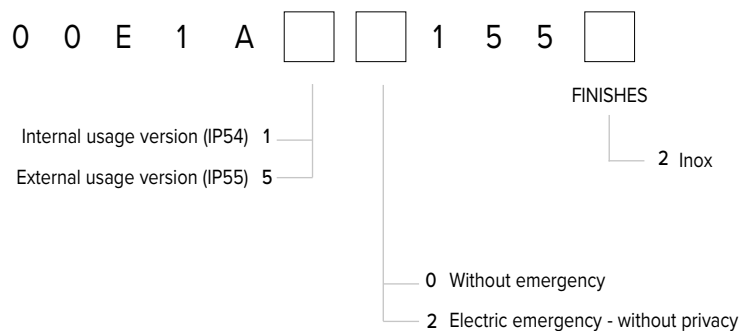 0 0 E 1 A 1 5 5
FINISHES
Internal usage version (IP54) 1
2 Inox
External usage version (IP55) 5
0 Without emergency
2 Electric emergency - without privacy